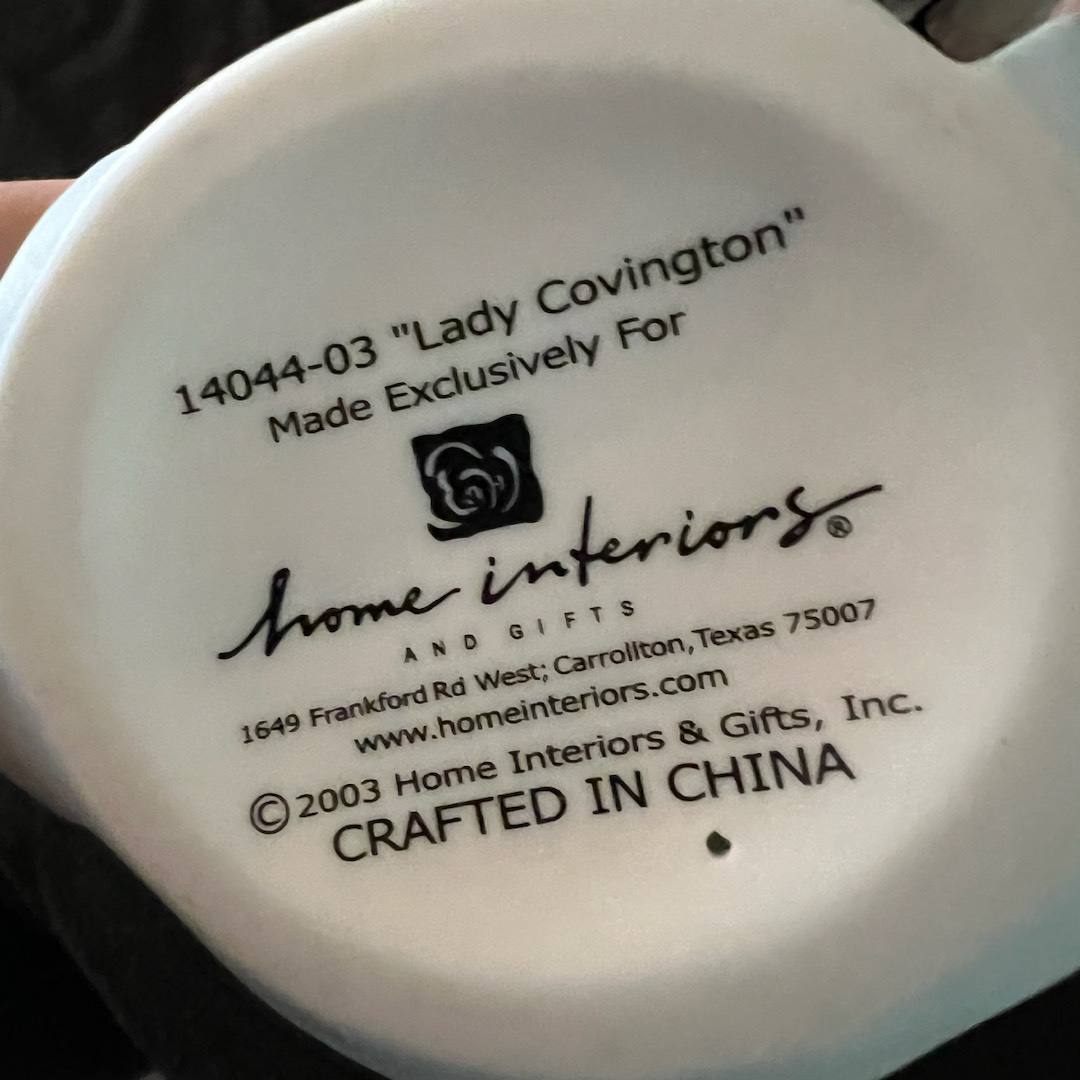 14044-03 "Lady Covington"
Made Exclusively For
home interiors®
AND GIFTS
1649 Frankford Rd West; Carrollton, Texas 75007
www.homeinteriors.com
©2003 Home Interiors & Gifts, Inc.
CRAFTED IN CHINA